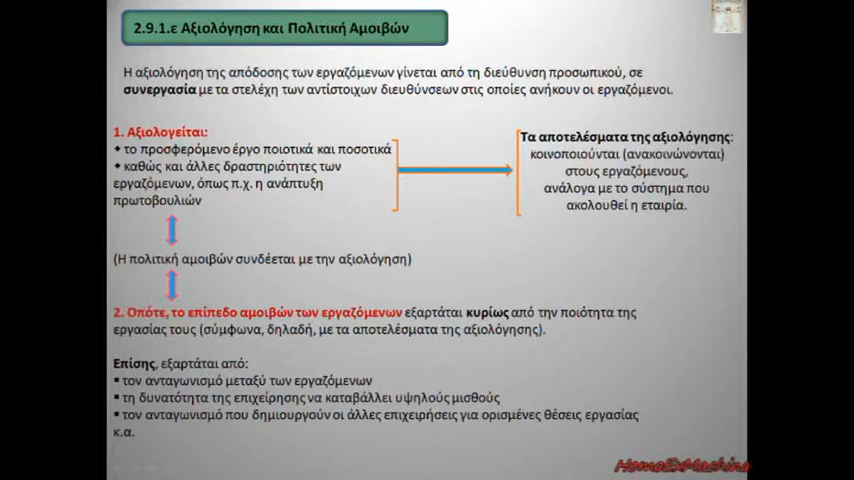 2.9.1.ε Αξιολόγηση και Πολιτική Αμοιβών
Η αξιολόγηση της απόδοσης των εργαζόμενων γίνεται από τη διεύθυνση προσωπικού, σε
συνεργασία με τα στελέχη των αντίστοιχων διευθύνσεων στις οποίες ανήκουν οι εργαζόμενοι.
1. Αξιολογείται:
το προσφερόμενο έργο ποιοτικά και ποσοτικά
καθώς και άλλες δραστηριότητες των
εργαζόμενων, όπως π.χ. η ανάπτυξη
πρωτοβουλιών
Τα αποτελέσματα της αξιολόγησης:
κοινοποιούνται (ανακοινώνονται)
στους εργαζόμενους,
ανάλογα με το σύστημα που
ακολουθεί η εταιρία.
(Η πολιτική αμοιβών συνδέεται με την αξιολόγηση)
2. Οπότε, το επίπεδο αμοιβών των εργαζόμενων εξαρτάται κυρίως από την ποιότητα της
εργασίας τους (σύμφωνα, δηλαδή, με τα αποτελέσματα της αξιολόγησης).
Επίσης, εξαρτάται από:
▪ τον ανταγωνισμό μεταξύ των εργαζόμενων
▪ τη δυνατότητα της επιχείρησης να καταβάλλει υψηλούς μισθούς
▪ τον ανταγωνισμό που δημιουργούν οι άλλες επιχειρήσεις για ορισμένες θέσεις εργασίας
κ.α.
HomoExMachina